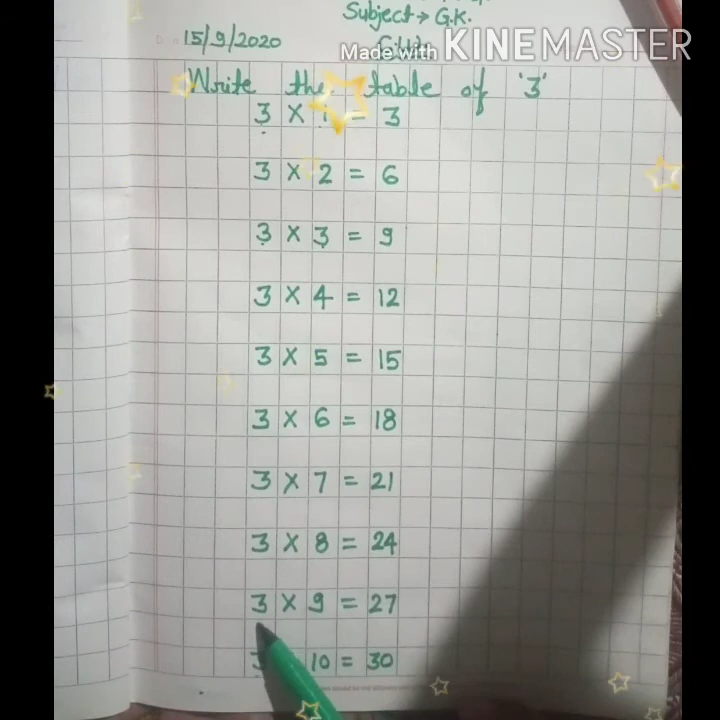 Subject → G.K.
15/9/2020
Made with KINEMASTER
Write the table of '3'
3 × 1 = 3
3 × 2 = 6
3 × 3 = 9
3 × 4 = 12
3 × 5 = 15
3 × 6 = 18
3 × 7 = 21
3 × 8 = 24
3 × 9 = 27
3 10 = 30